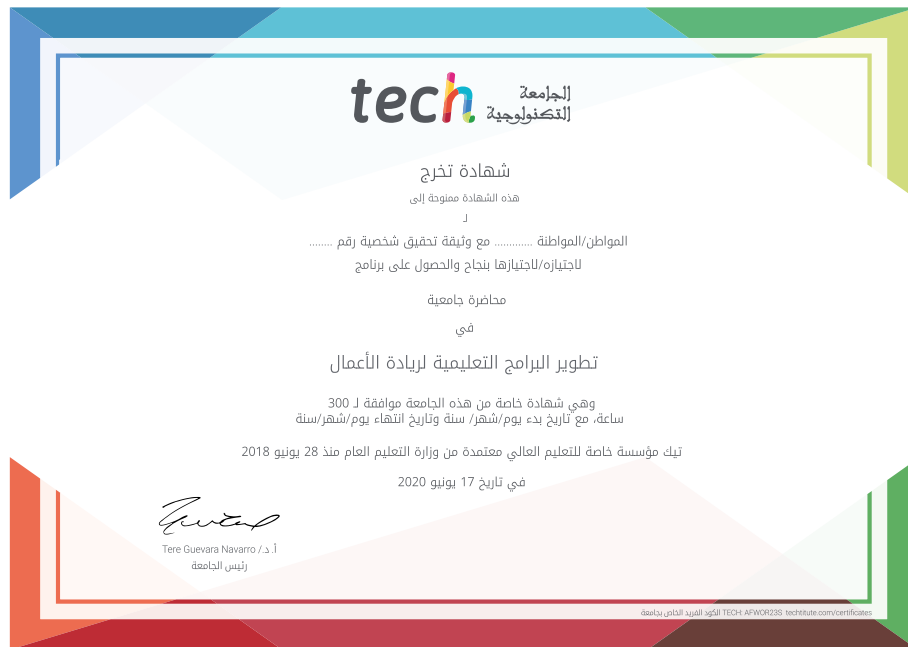 tech الجامعة
التكنولوجية
شهادة تخرج
هذه الشهادة ممنوحة إلى
لـ
المواطن/المواطنة ............. مع وثيقة تحقيق شخصية رقم ........
لاجتيازه/لاجتيازها بنجاح والحصول على برنامج
محاضرة جامعية
في
تطوير البرامج التعليمية لريادة الأعمال
وهي شهادة خاصة من هذه الجامعة موافقة لـ 300
ساعة، مع تاريخ بدء يوم/شهر/ سنة وتاريخ انتهاء يوم/شهر/سنة
تيك مؤسسة خاصة للتعليم العالي معتمدة من وزارة التعليم العام منذ 28 يونيو 2018
في تاريخ 17 يونيو 2020
أ. د./ Tere Guevara Navarro
رئيس الجامعة
الكود الفريد الخاص بجامعة TECH: AFWOR23S techtitute.com/certificates